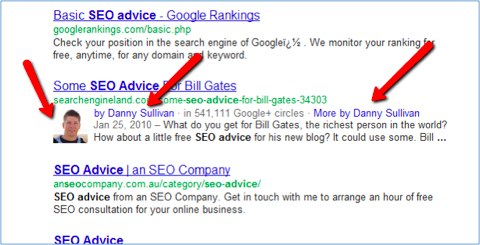 Basic SEO advice - Google Rankings
googlerankings.com/basic.php
Check your position in the search engine of Googleï¿½ . We monitor your ranking for
free, anytime, for any domain and keyword.
Some SEO Advice For Bill Gates
searchengineland.com/some-seo-advice-for-bill-gates-34303
by Danny Sullivan - in 541,111 Google+ circles - More by Danny Sullivan
Jan 25, 2010 – What do you get for Bill Gates, the richest person in the world?
How about a little free SEO advice for his new blog? It could use some. Bill ...
SEO Advice | an SEO Company
anseocompany.com.au/category/seo-advice/
SEO advice from an SEO Company. Get in touch with me to arrange an hour of free
SEO consultation for your online business.
SEO Advice